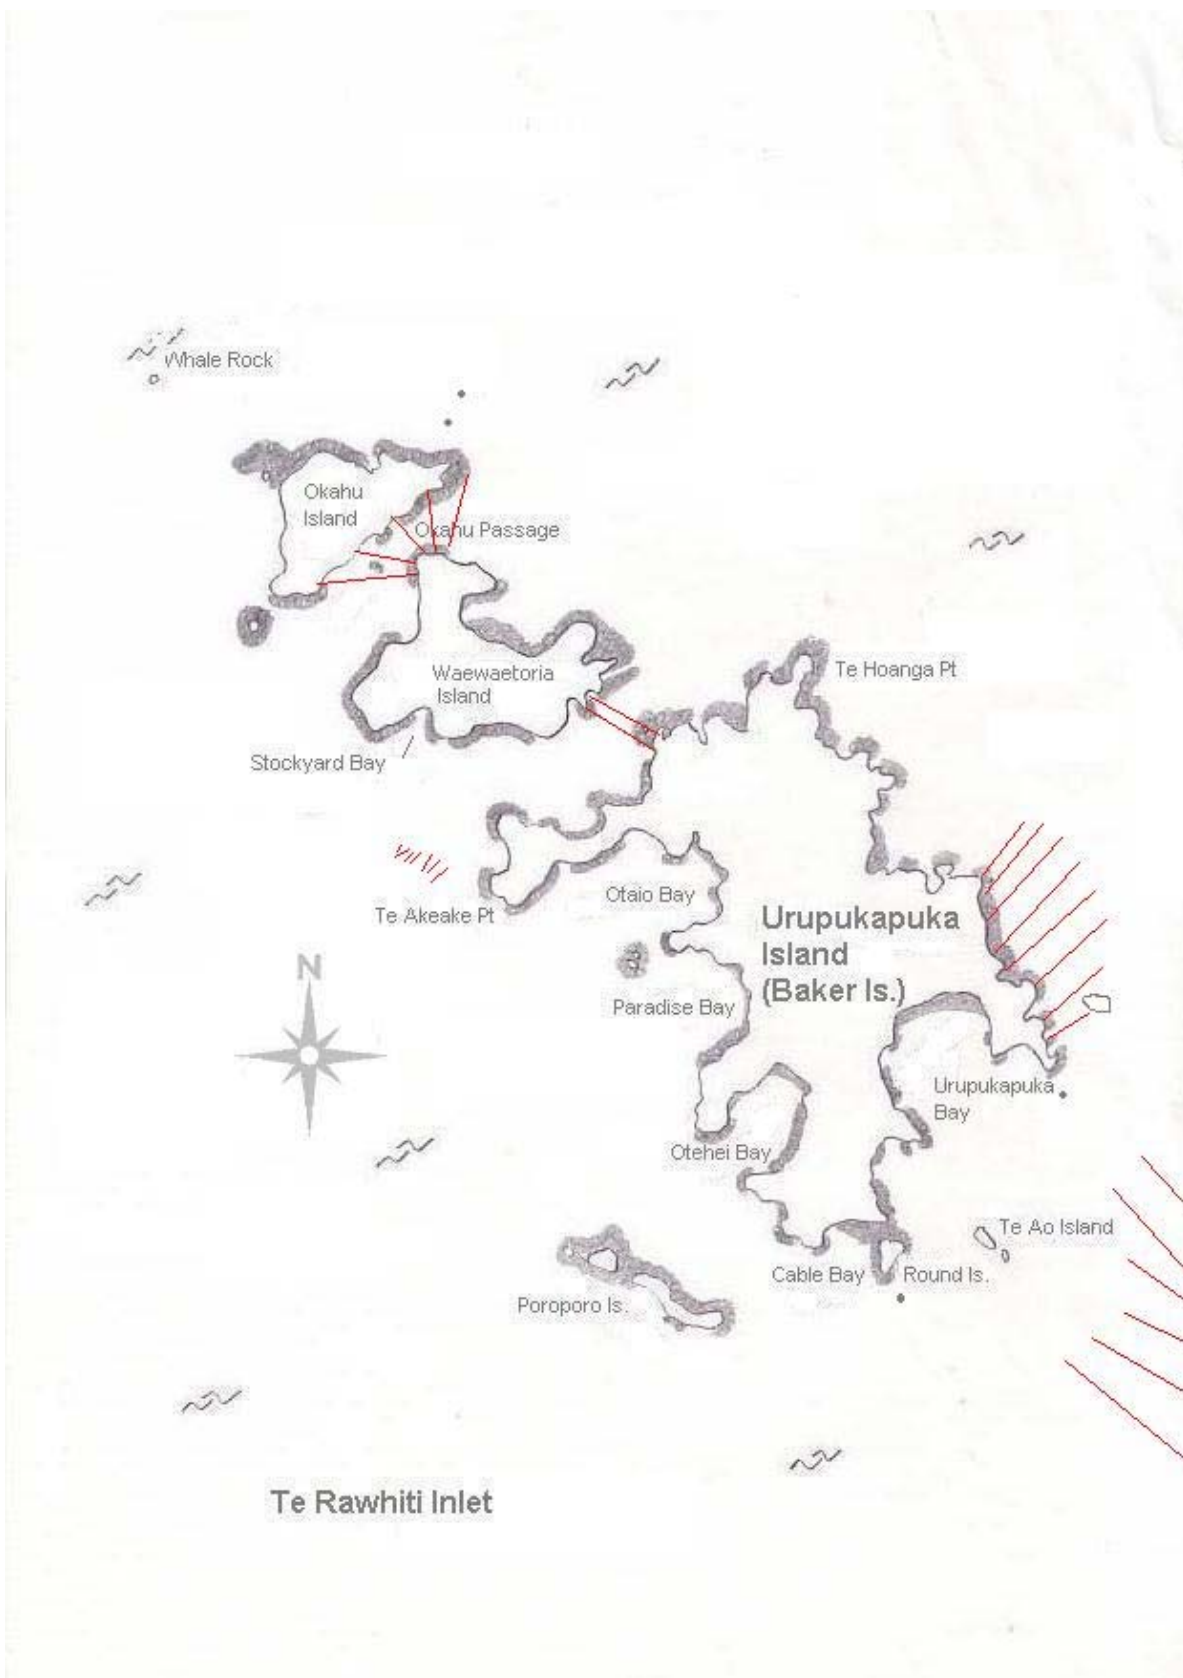 Whale Rock
Okahu
Island
Okahu Passage
Waewaetoria
Island
Te Hoanga Pt
Stockyard Bay
Te Akeake Pt
Otaio Bay
Urupukapuka
Island
(Baker Is.)
N
Paradise Bay
Urupukapuka
Bay
Otehei Bay
Te Ao Island
Cable Bay
Round Is.
Poroporo Is.
Te Rawhiti Inlet